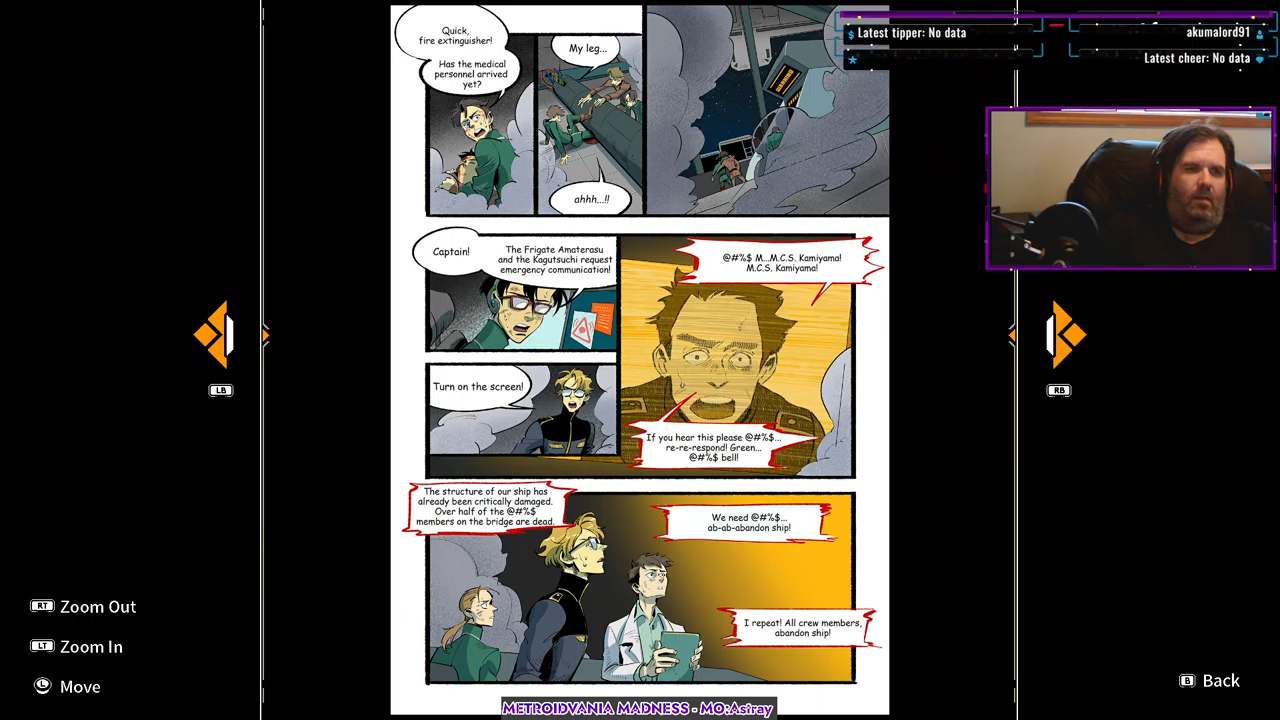 Quick,
fire extinguisher!
Has the medical
personnel arrived
yet?
My leg...
ahhh...!!
WARNING
Captain!
The Frigate Amaterasu
and the Kagutsuchi request
emergency communication!
@#%$ M...M.C.S. Kamiyama!
M.C.S. Kamiyama!
Turn on the screen!
If you hear this please @#%$...
re-re-respond! Green...
@#%$ bell!
The structure of our ship has
already been critically damaged.
Over half of the @#%$
members on the bridge are dead.
We need @#%$...
ab-ab-abandon ship!
I repeat! All crew members,
abandon ship!
Latest tipper: No data
akumalord91
Latest cheer: No data
LB
RB
RT Zoom Out
LT Zoom In
L Move
B Back
METROIDVANIA MADNESS - MO:Astray